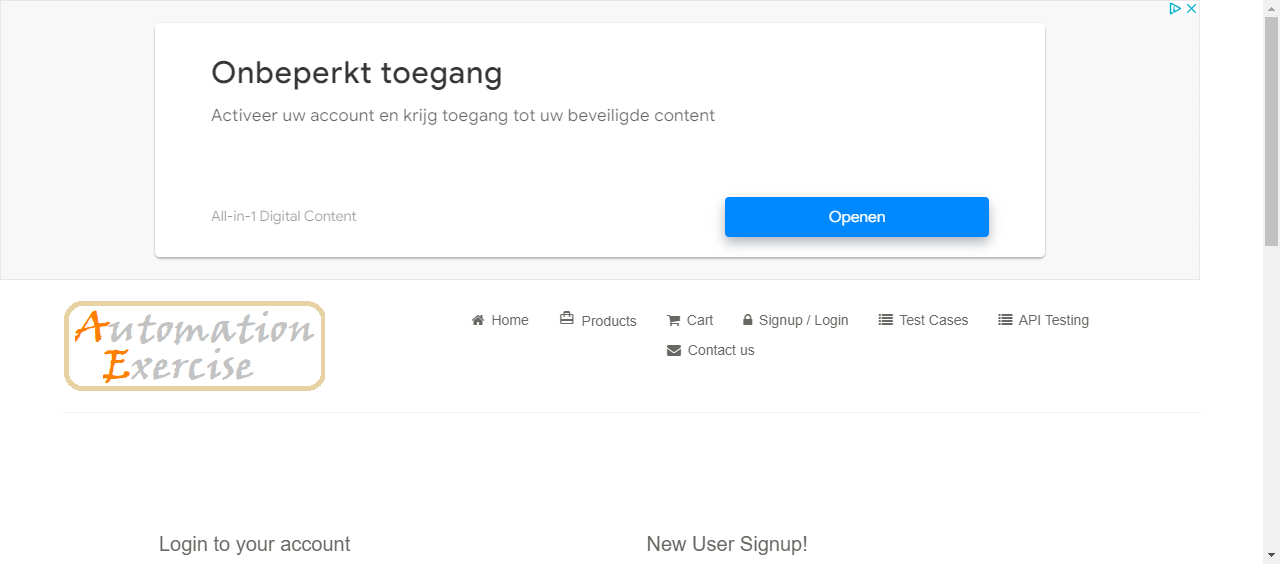 Onbeperkt toegang
Activeer uw account en krijg toegang tot uw beveiligde content
All-in-1 Digital Content
Openen
Automation
Exercise
Home
Products
Cart
Signup / Login
Test Cases
API Testing
Contact us
Login to your account
New User Signup!